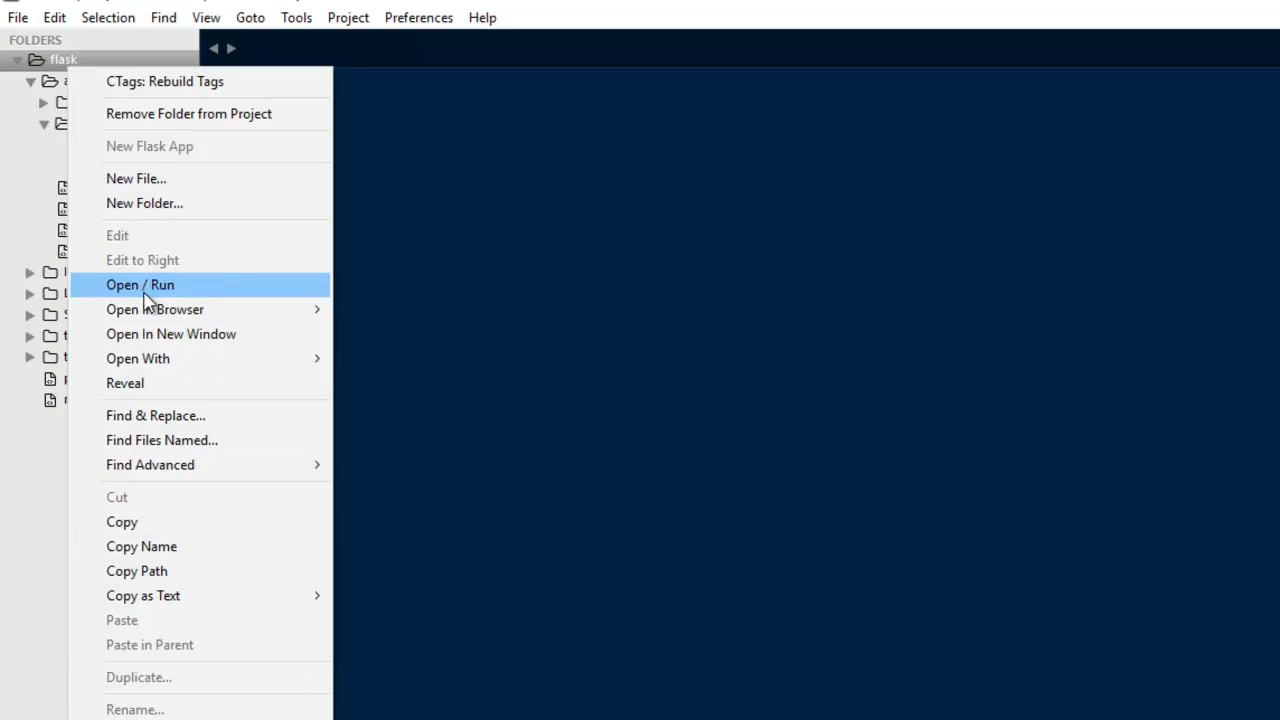 File Edit Selection Find View Goto Tools Project Preferences Help
FOLDERS
flask
CTags: Rebuild Tags
Remove Folder from Project
New Flask App
New File...
New Folder...
Edit
Edit to Right
Open / Run
Open In Browser
Open In New Window
Open With
Reveal
Find & Replace...
Find Files Named...
Find Advanced
Cut
Copy
Copy Name
Copy Path
Copy as Text
Paste
Paste in Parent
Duplicate...
Rename...